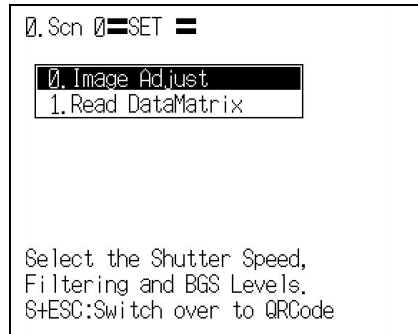 0.Scn 0〓SET 〓
0.Image Adjust
1.Read DataMatrix
Select the Shutter Speed,
Filtering and BGS Levels.
S+ESC:Switch over to QRCode